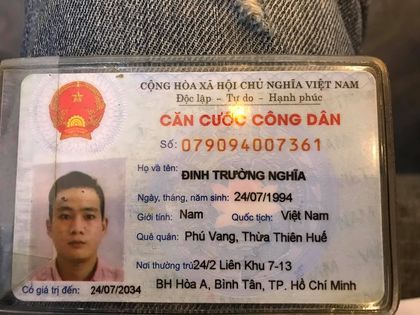 CỘNG HÒA XÃ HỘI CHỦ NGHĨA VIỆT NAM
Độc lập - Tự do - Hạnh phúc
CĂN CƯỚC CÔNG DÂN
Số: 079094007361
Họ và tên:
ĐINH TRƯỜNG NGHĨA
Ngày, tháng, năm sinh: 24/07/1994
Giới tính: Nam Quốc tịch: Việt Nam
Quê quán: Phú Vang, Thừa Thiên Huế
Nơi thường trú: 24/2 Liên Khu 7-13
BH Hòa A, Bình Tân, TP. Hồ Chí Minh
Có giá trị đến: 24/07/2034